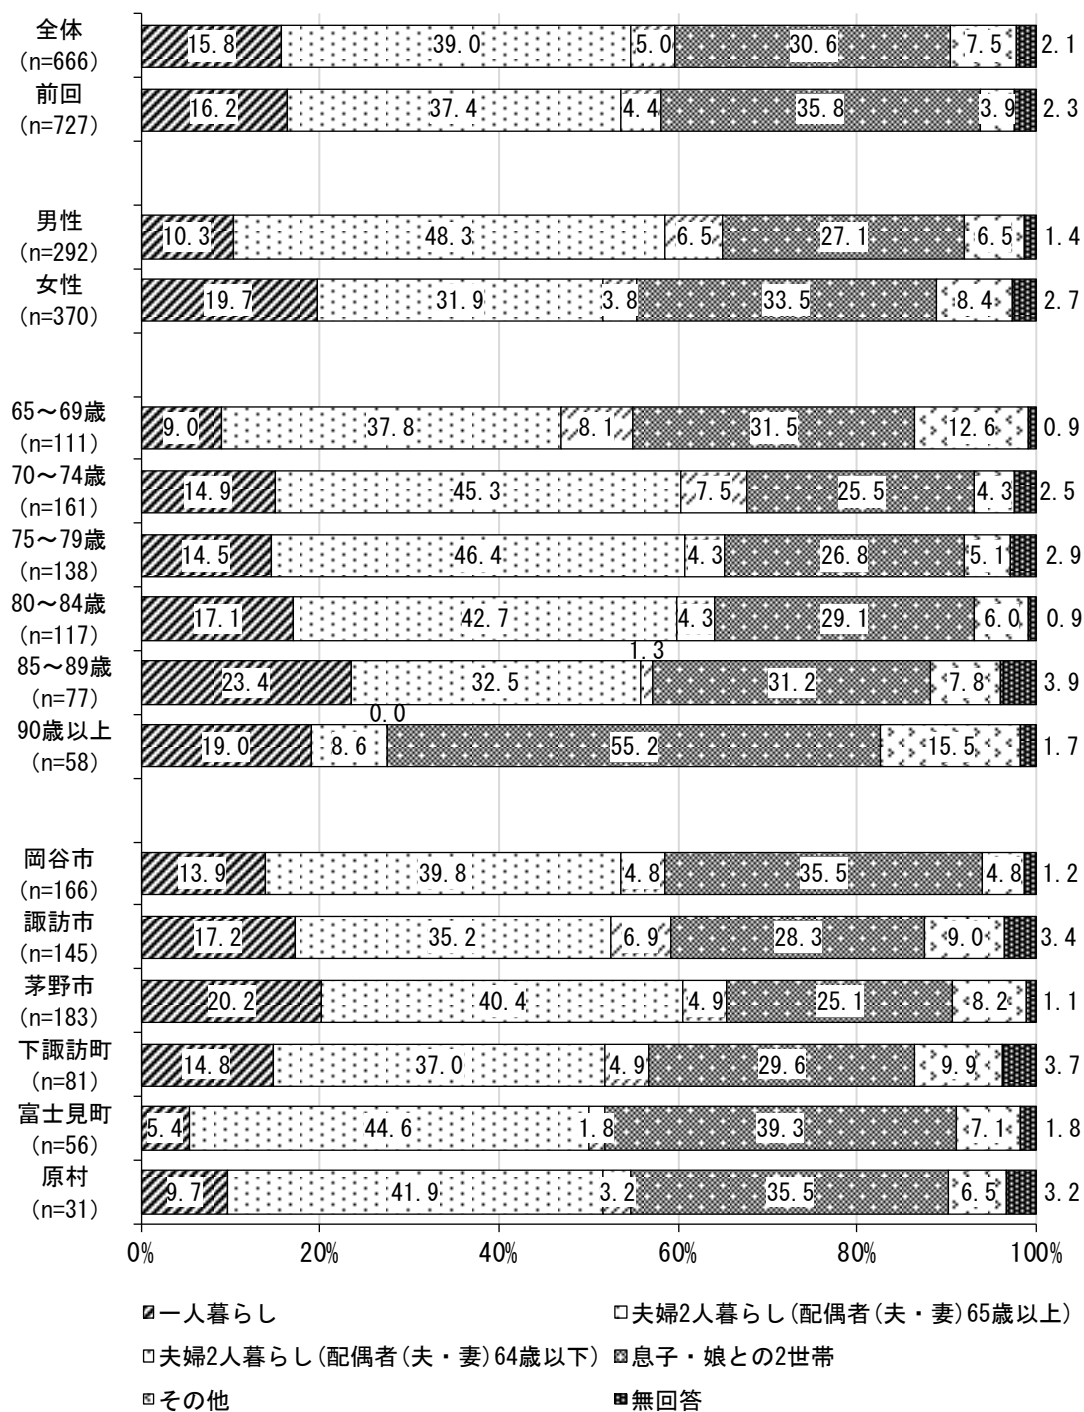 全体
(n=666)
15.8 39.0 5.0 30.6 7.5 2.1
前回
(n=727)
16.2 37.4 4.4 35.8 3.9 2.3
男性
(n=292)
10.3 48.3 6.5 27.1 6.5 1.4
女性
(n=370)
19.7 31.9 3.8 33.5 8.4 2.7
65～69歳
(n=111)
9.0 37.8 8.1 31.5 12.6 0.9
70～74歳
(n=161)
14.9 45.3 7.5 25.5 4.3 2.5
75～79歳
(n=138)
14.5 46.4 4.3 26.8 5.1 2.9
80～84歳
(n=117)
17.1 42.7 4.3 29.1 6.0 0.9
85～89歳
(n=77)
23.4 32.5 1.3 31.2 7.8 3.9
90歳以上
(n=58)
19.0 8.6 0.0 55.2 15.5 1.7
岡谷市
(n=166)
13.9 39.8 4.8 35.5 4.8 1.2
諏訪市
(n=145)
17.2 35.2 6.9 28.3 9.0 3.4
茅野市
(n=183)
20.2 40.4 4.9 25.1 8.2 1.1
下諏訪町
(n=81)
14.8 37.0 4.9 29.6 9.9 3.7
富士見町
(n=56)
5.4 44.6 1.8 39.3 7.1 1.8
原村
(n=31)
9.7 41.9 3.2 35.5 6.5 3.2
0% 20% 40% 60% 80% 100%
一人暮らし
夫婦2人暮らし(配偶者(夫・妻)65歳以上)
夫婦2人暮らし(配偶者(夫・妻)64歳以下)
息子・娘との2世帯
その他
無回答